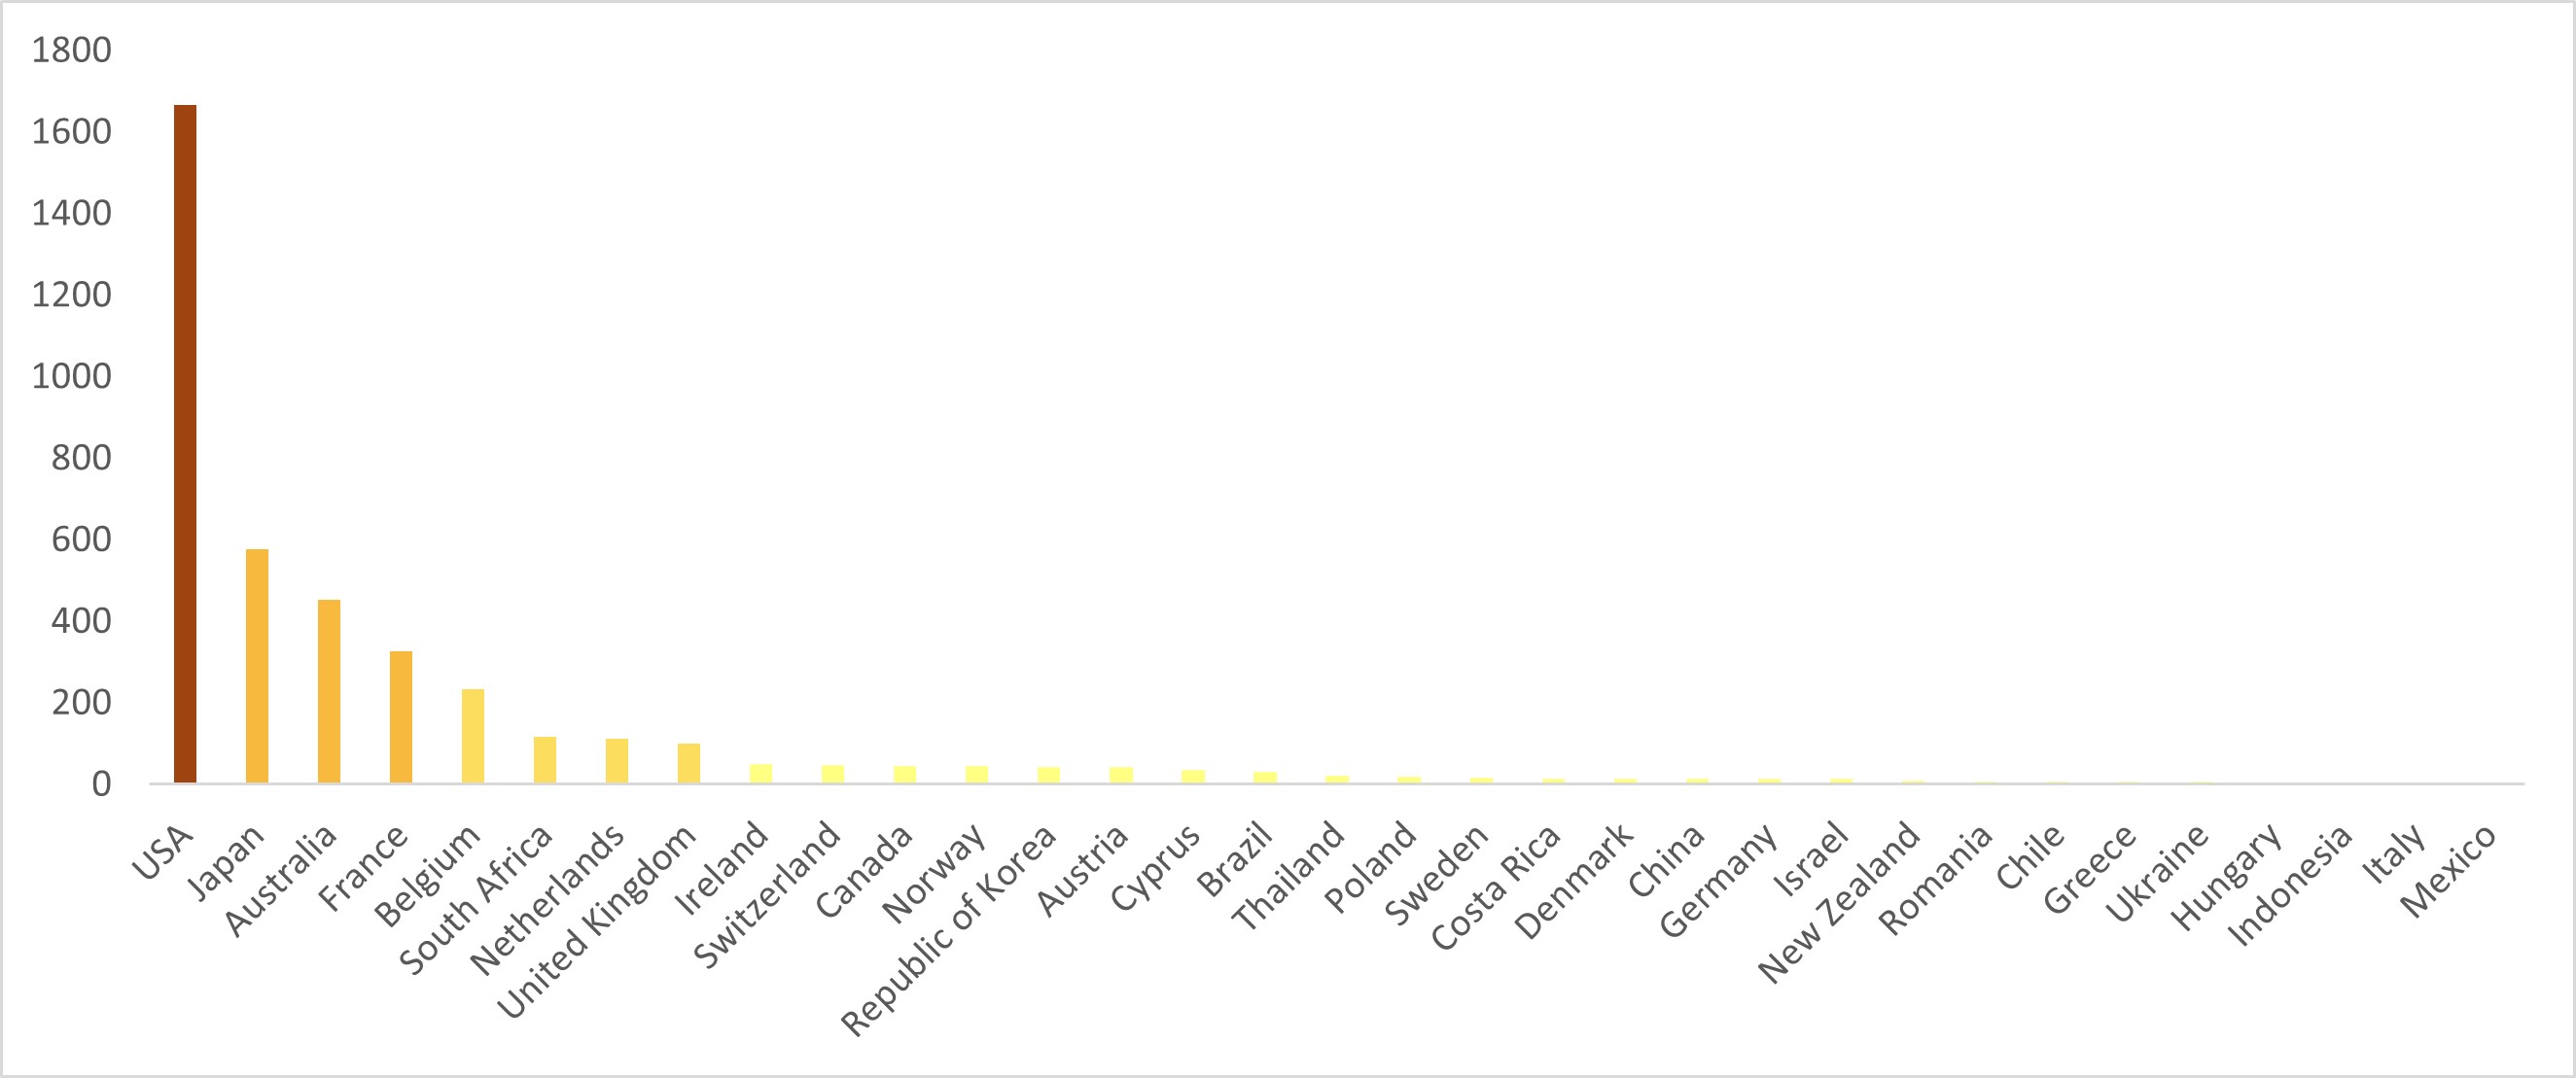 1800
1600
1400
1200
1000
800
600
400
200
0
USA
Japan
Australia
France
Belgium
South Africa
Netherlands
United Kingdom
Ireland
Switzerland
Canada
Norway
Republic of Korea
Austria
Cyprus
Brazil
Thailand
Poland
Sweden
Costa Rica
Denmark
China
Germany
Israel
New Zealand
Romania
Chile
Greece
Ukraine
Hungary
Indonesia
Italy
Mexico